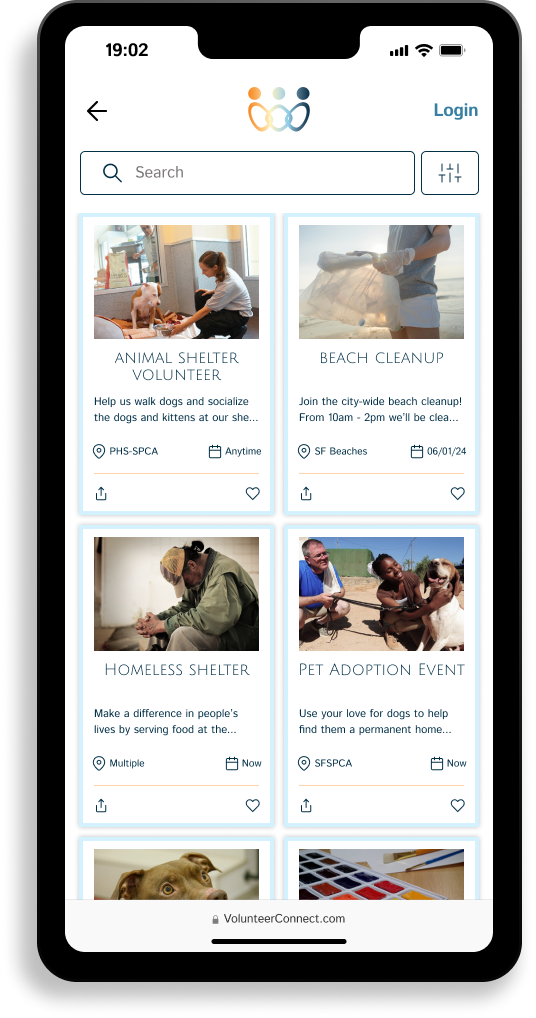 19:02
Login
Search
ANIMAL SHELTER
VOLUNTEER
Help us walk dogs and socialize
the dogs and kittens at our she...
PHS-SPCA
Anytime
BEACH CLEANUP
Join the city-wide beach cleanup!
From 10am - 2pm we'll be clea...
SF Beaches
06/01/24
HOMELESS SHELTER
Make a difference in people's
lives by serving food at the...
Multiple
Now
PET ADOPTION EVENT
Use your love for dogs to help
find them a permanent home...
SFSPCA
Now
VolunteerConnect.com